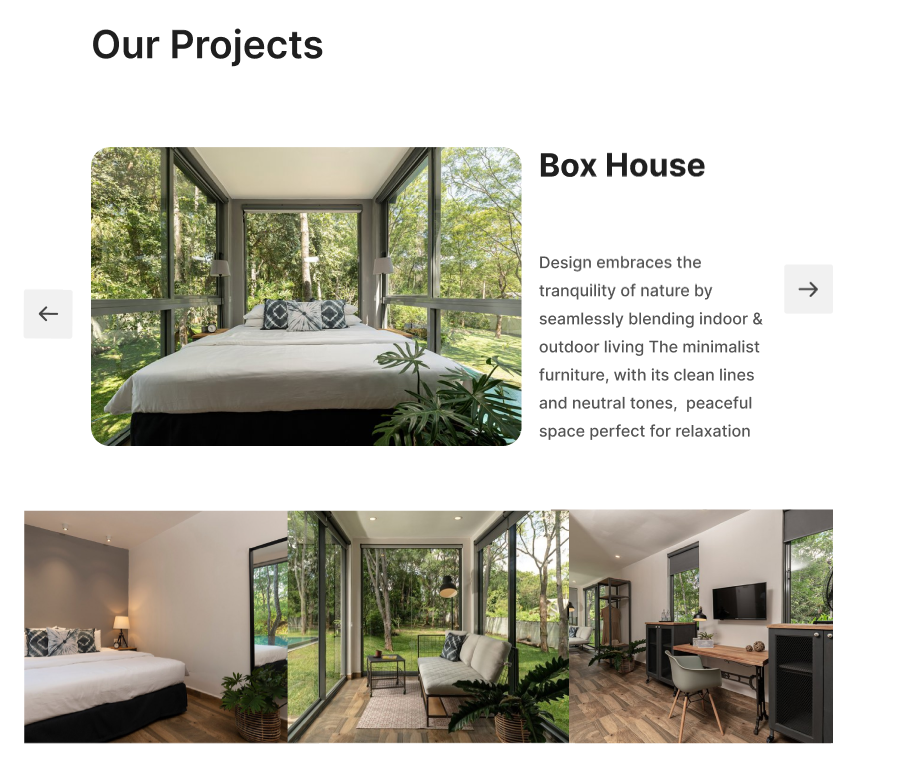 Our Projects
Box House
Design embraces the
tranquility of nature by
seamlessly blending indoor &
outdoor living The minimalist
furniture, with its clean lines
and neutral tones,  peaceful
space perfect for relaxation